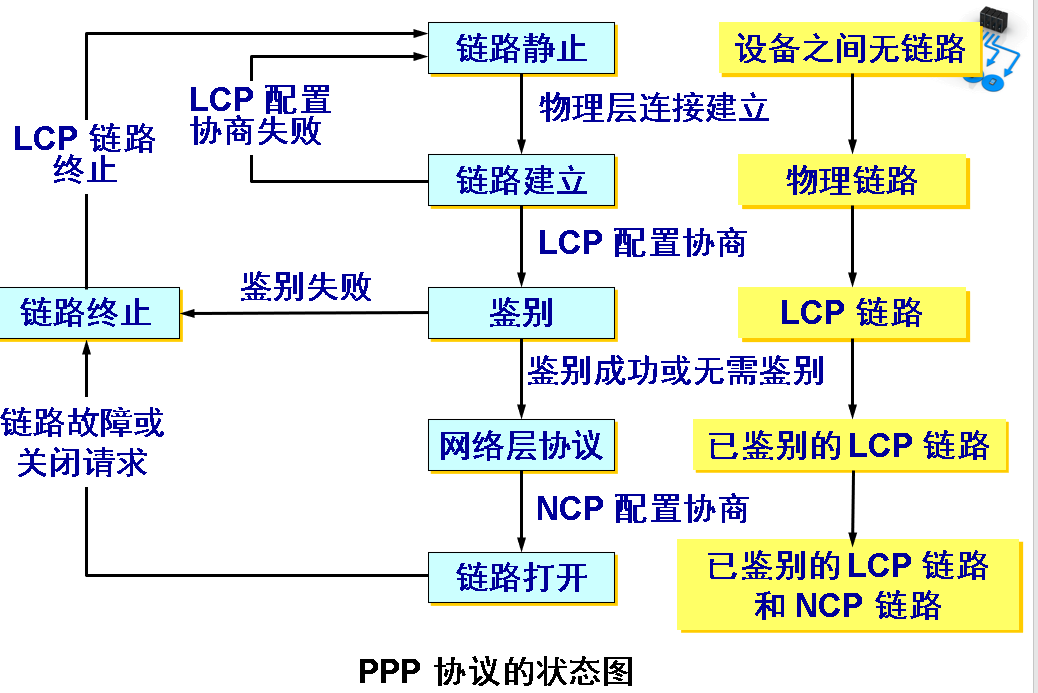 链路静止
设备之间无链路
LCP 配置
协商失败
物理层连接建立
LCP 链路
终止
链路建立
物理链路
LCP 配置协商
鉴别失败
链路终止
鉴别
LCP 链路
鉴别成功或无需鉴别
链路故障或
关闭请求
网络层协议
已鉴别的 LCP 链路
NCP 配置协商
链路打开
已鉴别的 LCP 链路
和 NCP 链路
PPP 协议的状态图